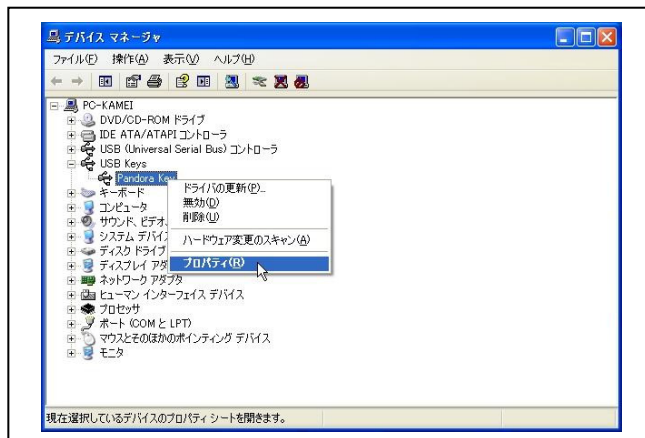 デバイス マネージャ
ファイル(F) 操作(A) 表示(V) ヘルプ(H)
PC-KAMEI
DVD/CD-ROM ドライブ
IDE ATA/ATAPI コントローラ
USB (Universal Serial Bus) コントローラ
USB Keys
Pandora Key
キーボード
コンピュータ
サウンド、ビデオ、
システム デバイ
ディスク ドライブ
ディスプレイ アダ
ネットワーク アダプタ
ヒューマン インターフェイス デバイス
プロセッサ
ポート (COM と LPT)
マウスとそのほかのポインティング デバイス
モニタ
ドライバの更新(P)...
無効(D)
削除(U)
ハードウェア変更のスキャン(A)
プロパティ(R)
現在選択しているデバイスのプロパティ シートを開きます。